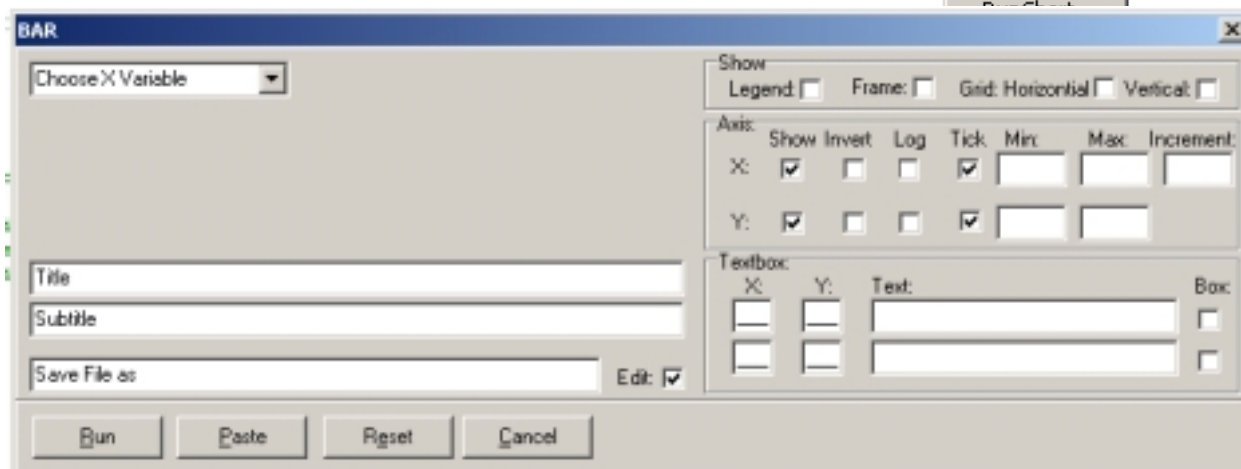 BAR
Choose X Variable
Title
Subtitle
Save File as
Edit:
Show
Legend: Frame: Grid: Horizontial Vertical:
Axis:
Show Invert Log Tick Min: Max: Increment:
X:
Y:
Textbox:
X: Y: Text: Box:
Run Paste Reset Cancel